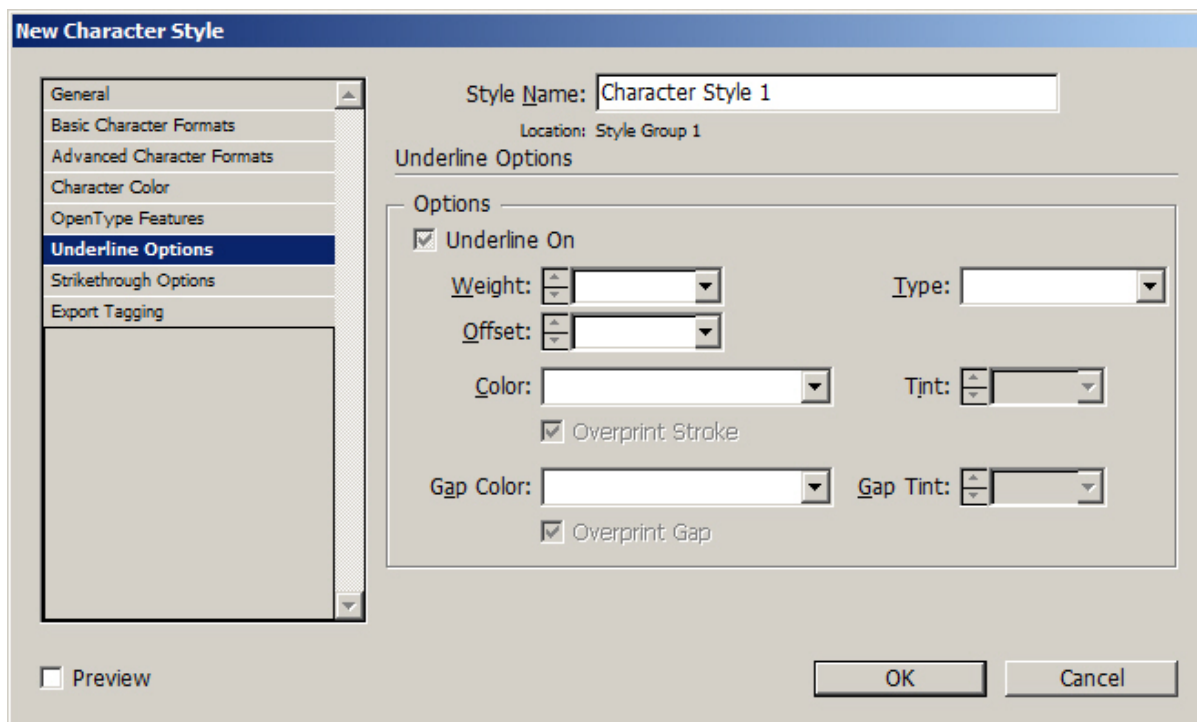 New Character Style
General
Basic Character Formats
Advanced Character Formats
Character Color
OpenType Features
Underline Options
Strikethrough Options
Export Tagging
Style Name: Character Style 1
Location: Style Group 1
Underline Options
Options
Underline On
Weight: Type:
Offset:
Color: Tint:
Overprint Stroke
Gap Color: Gap Tint:
Overprint Gap
Preview OK Cancel